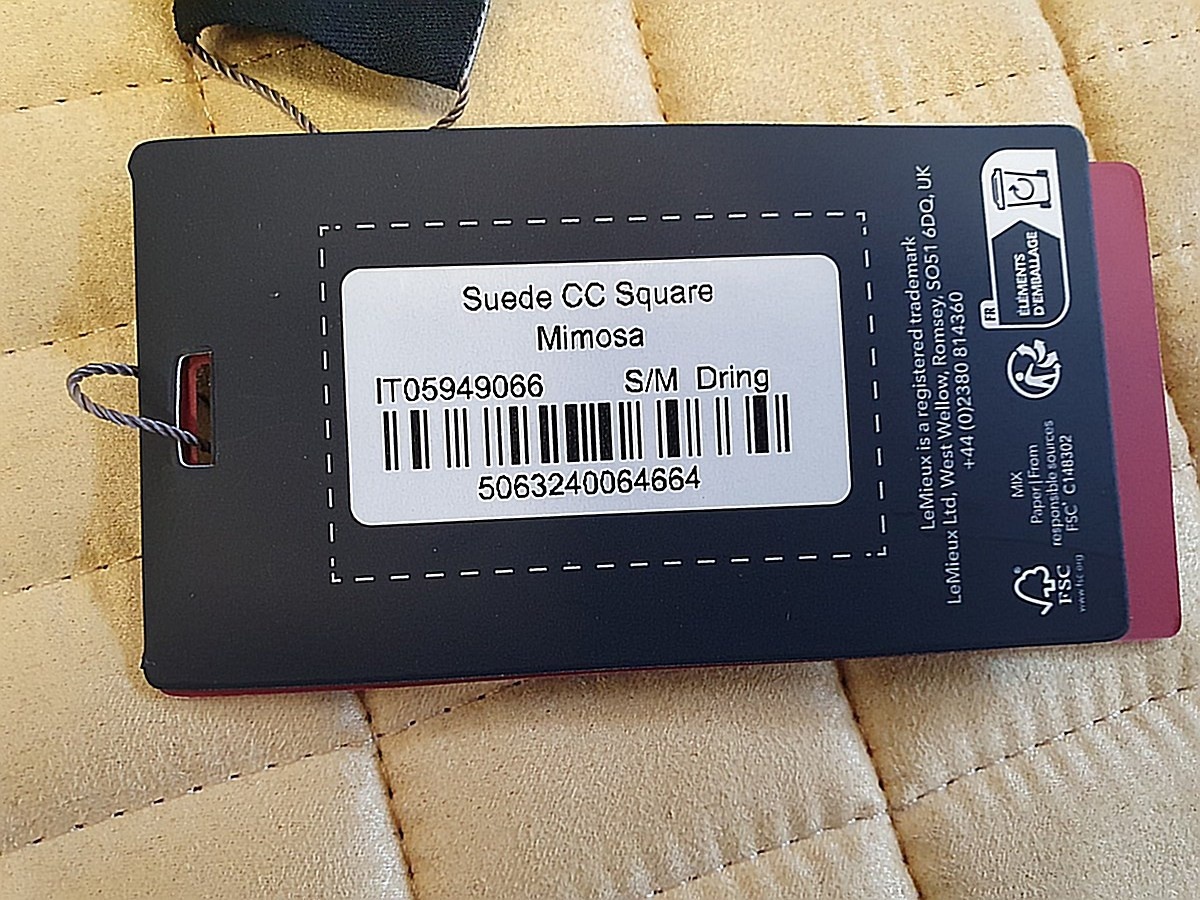 Suede CC Square
Mimosa
IT05949066 S/M Dring
5063240064664
LeMieux is a registered trademark
LeMieux Ltd, West Wellow, Romsey, SO51 6DQ, UK
+44 (0)2380 814360
FR
ÉLÉMENTS
D'EMBALLAGE
MIX
Paper | From
responsible sources
FSC® C148302
FSC
www.fsc.org